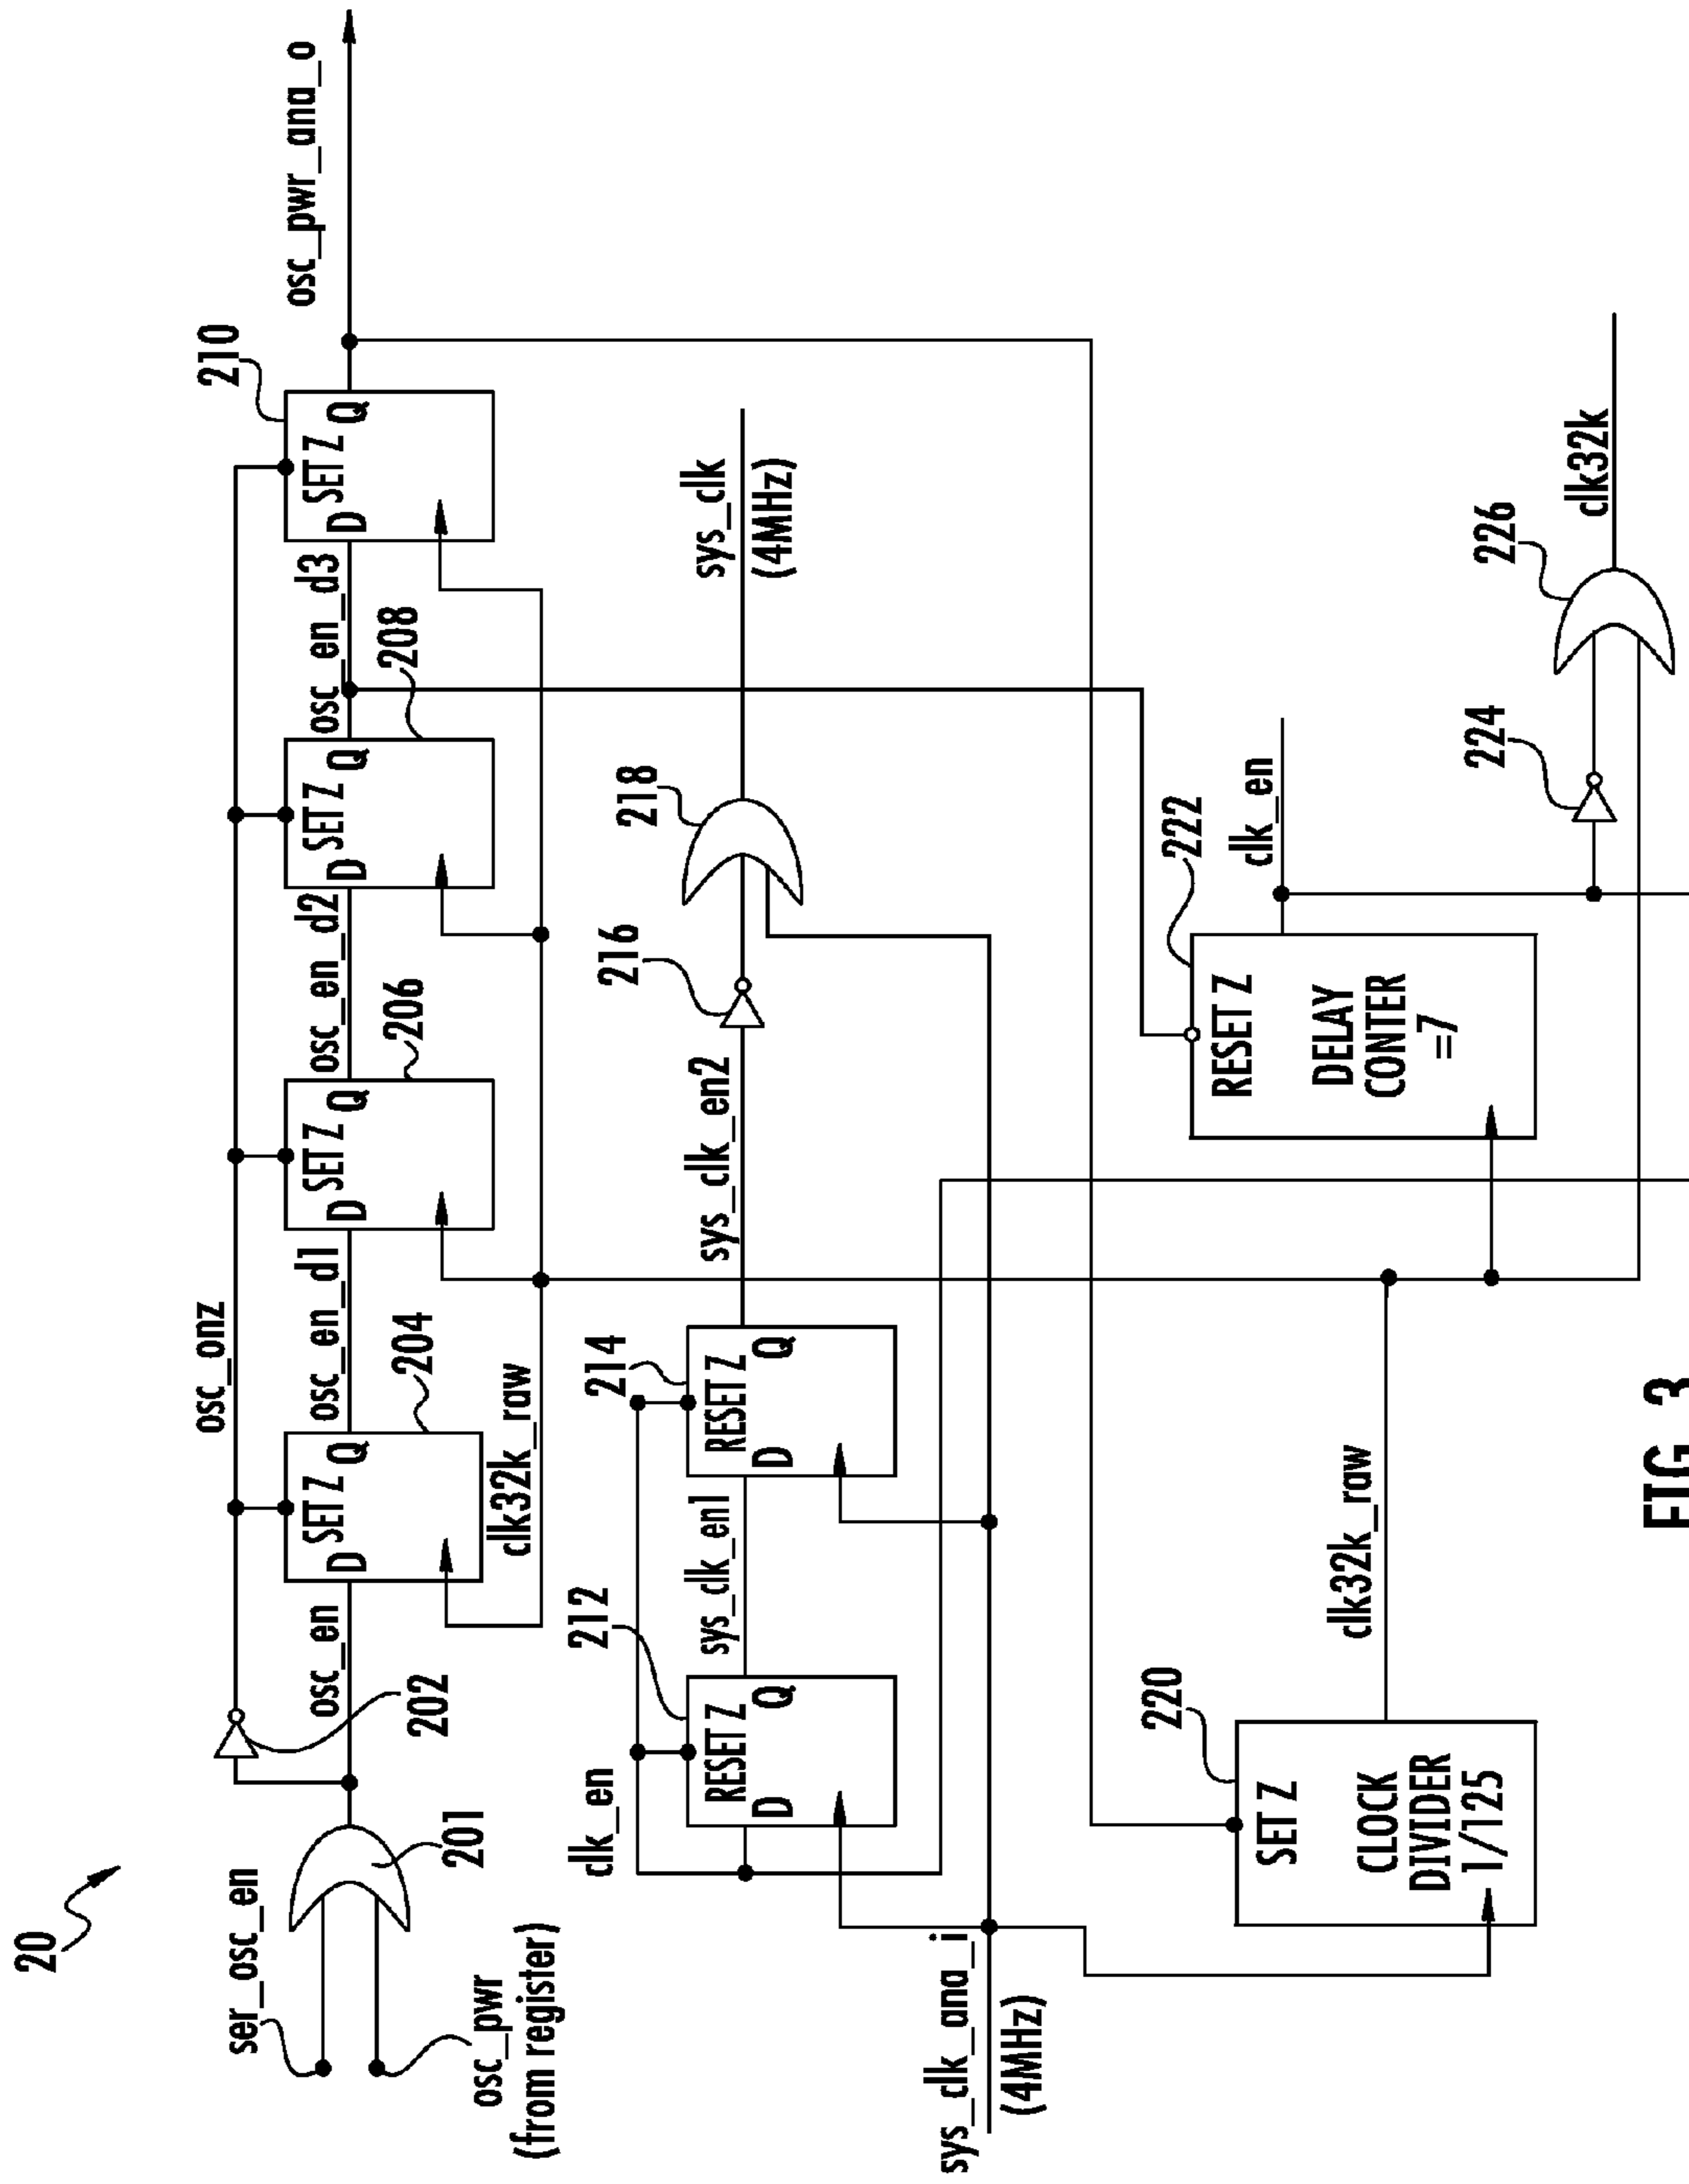 20
ser_osc_en
osc_pwr
(from register)
201
202
osc_en
osc_onz
D SET Z Q
204
osc_en_d1
D SET Z Q
206
osc_en_d2
D SET Z Q
208
osc_en_d3
D SET Z Q
210
osc_pwr_ana_o
clk32k_raw
clk_en
212
RESET Z
D Q
sys_clk_en1
214
RESET Z
D Q
sys_clk_en2
216
218
sys_clk
(4MHz)
sys_clk_ana_i
(4MHz)
220
SET Z
CLOCK
DIVIDER
1/125
clk32k_raw
222
RESET Z
DELAY
CONTER
=7
clk_en
224
226
clk32k
FIG. 3